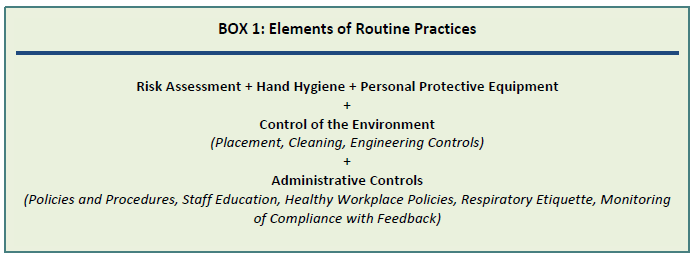 BOX 1: Elements of Routine Practices
Risk Assessment + Hand Hygiene + Personal Protective Equipment
+
Control of the Environment
(Placement, Cleaning, Engineering Controls)
+
Administrative Controls
(Policies and Procedures, Staff Education, Healthy Workplace Policies, Respiratory Etiquette, Monitoring
of Compliance with Feedback)